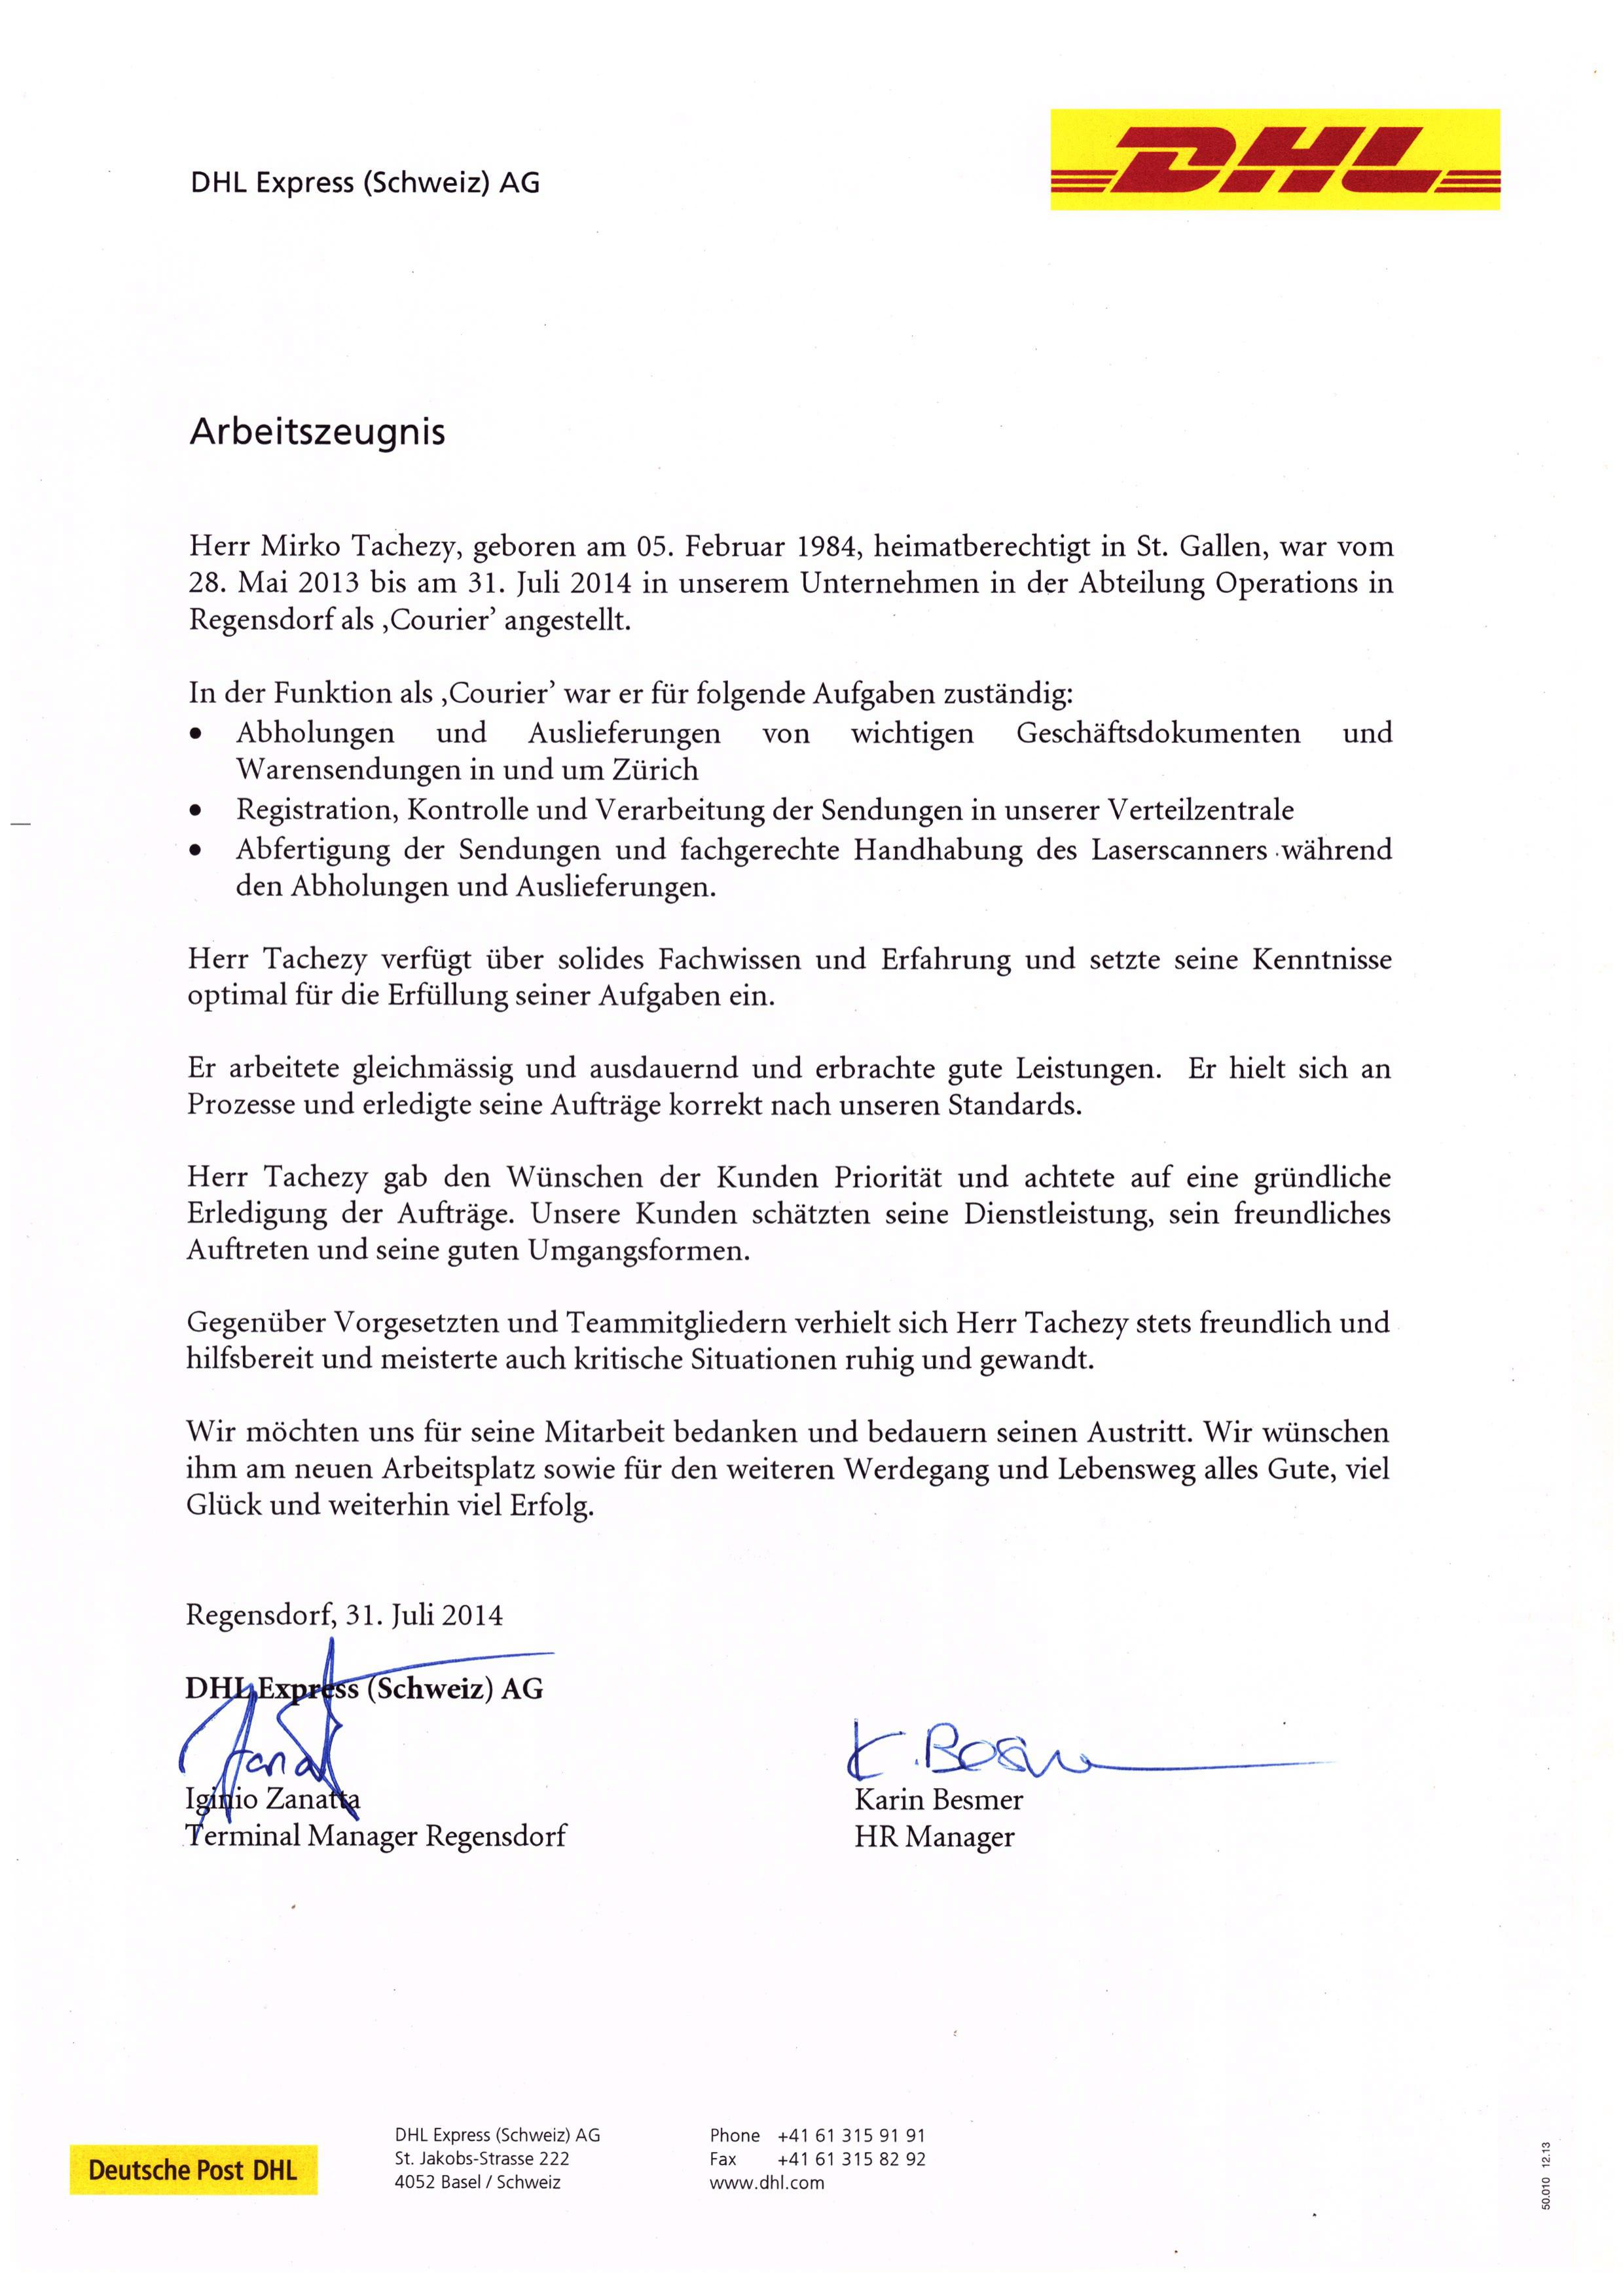 DHL Express (Schweiz) AG
DHL
Arbeitszeugnis
Herr Mirko Tachezy, geboren am 05. Februar 1984, heimatberechtigt in St. Gallen, war vom
28. Mai 2013 bis am 31. Juli 2014 in unserem Unternehmen in der Abteilung Operations in
Regensdorf als ‚Courier’ angestellt.
In der Funktion als ‚Courier’ war er für folgende Aufgaben zuständig:
• Abholungen und Auslieferungen von wichtigen Geschäftsdokumenten und
Warensendungen in und um Zürich
• Registration, Kontrolle und Verarbeitung der Sendungen in unserer Verteilzentrale
• Abfertigung der Sendungen und fachgerechte Handhabung des Laserscanners während
den Abholungen und Auslieferungen.
Herr Tachezy verfügt über solides Fachwissen und Erfahrung und setzte seine Kenntnisse
optimal für die Erfüllung seiner Aufgaben ein.
Er arbeitete gleichmässig und ausdauernd und erbrachte gute Leistungen. Er hielt sich an
Prozesse und erledigte seine Aufträge korrekt nach unseren Standards.
Herr Tachezy gab den Wünschen der Kunden Priorität und achtete auf eine gründliche
Erledigung der Aufträge. Unsere Kunden schätzten seine Dienstleistung, sein freundliches
Auftreten und seine guten Umgangsformen.
Gegenüber Vorgesetzten und Teammitgliedern verhielt sich Herr Tachezy stets freundlich und
hilfsbereit und meisterte auch kritische Situationen ruhig und gewandt.
Wir möchten uns für seine Mitarbeit bedanken und bedauern seinen Austritt. Wir wünschen
ihm am neuen Arbeitsplatz sowie für den weiteren Werdegang und Lebensweg alles Gute, viel
Glück und weiterhin viel Erfolg.
Regensdorf, 31. Juli 2014
DHL Express (Schweiz) AG
K. Besmer
Iginio Zanatta
Karin Besmer
Terminal Manager Regensdorf
HR Manager
Deutsche Post DHL
DHL Express (Schweiz) AG
St. Jakobs-Strasse 222
4052 Basel / Schweiz
Phone +41 61 315 91 91
Fax +41 61 315 82 92
www.dhl.com
50.010 12.13